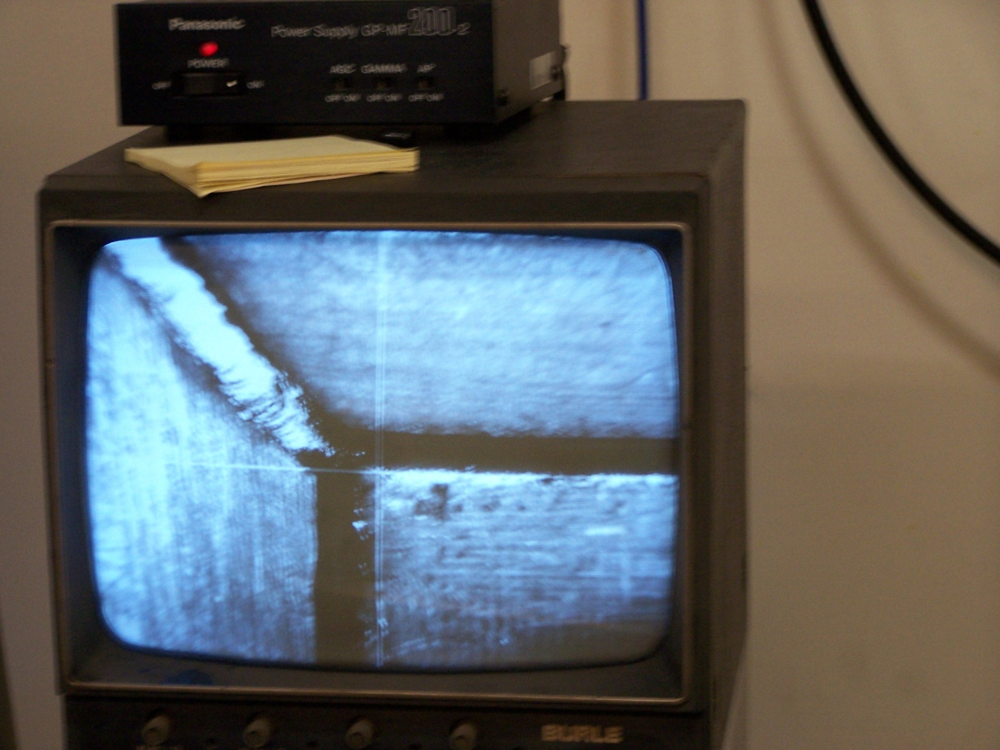 Panasonic
Power Supply GP-MF200-2
POWER
OFF ON
AGC GAMMA AP
OFF ON OFF ON OFF ON
BURLE